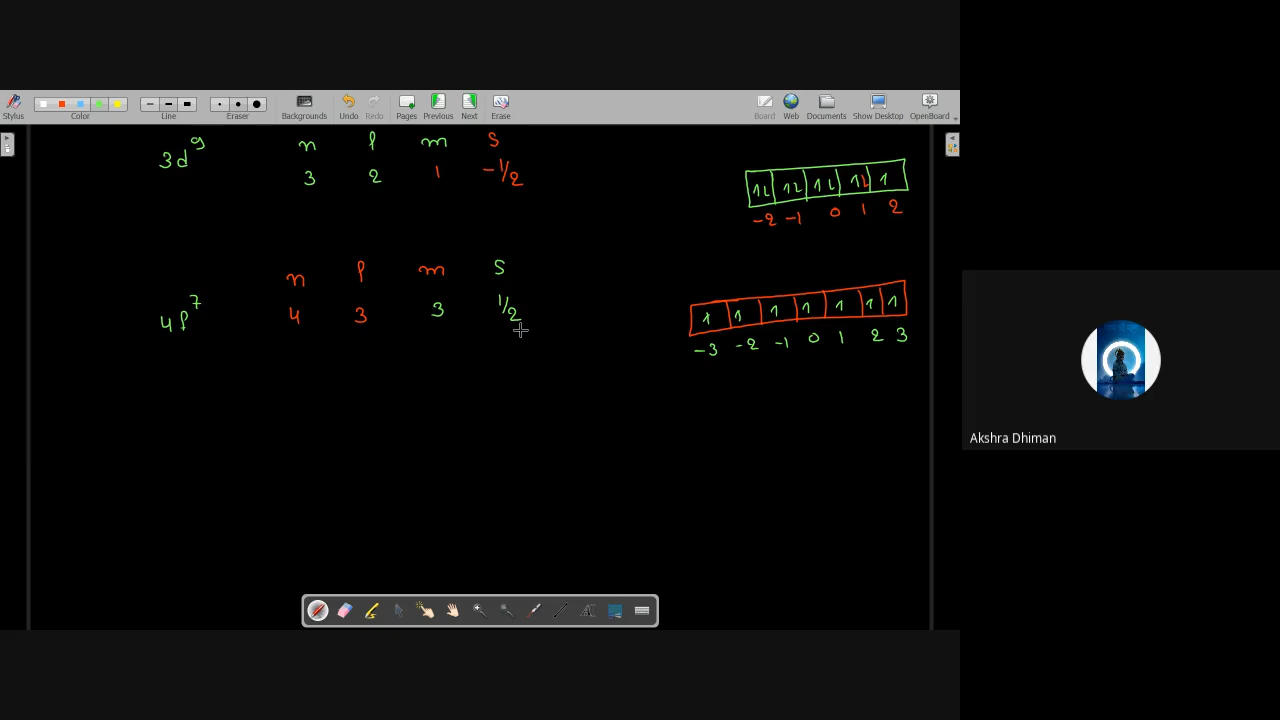 Stylus Color Line Eraser Backgrounds Undo Redo Pages Previous Next Erase Board Web Documents Show Desktop OpenBoard
3d⁹ n l m s
3 2 1 -1/2
1L 1L 1L 1L 1
-2 -1 0 1 2
n l m s
4f⁷ 4 3 3 1/2
1 1 1 1 1 1 1
-3 -2 -1 0 1 2 3
Akshra Dhiman